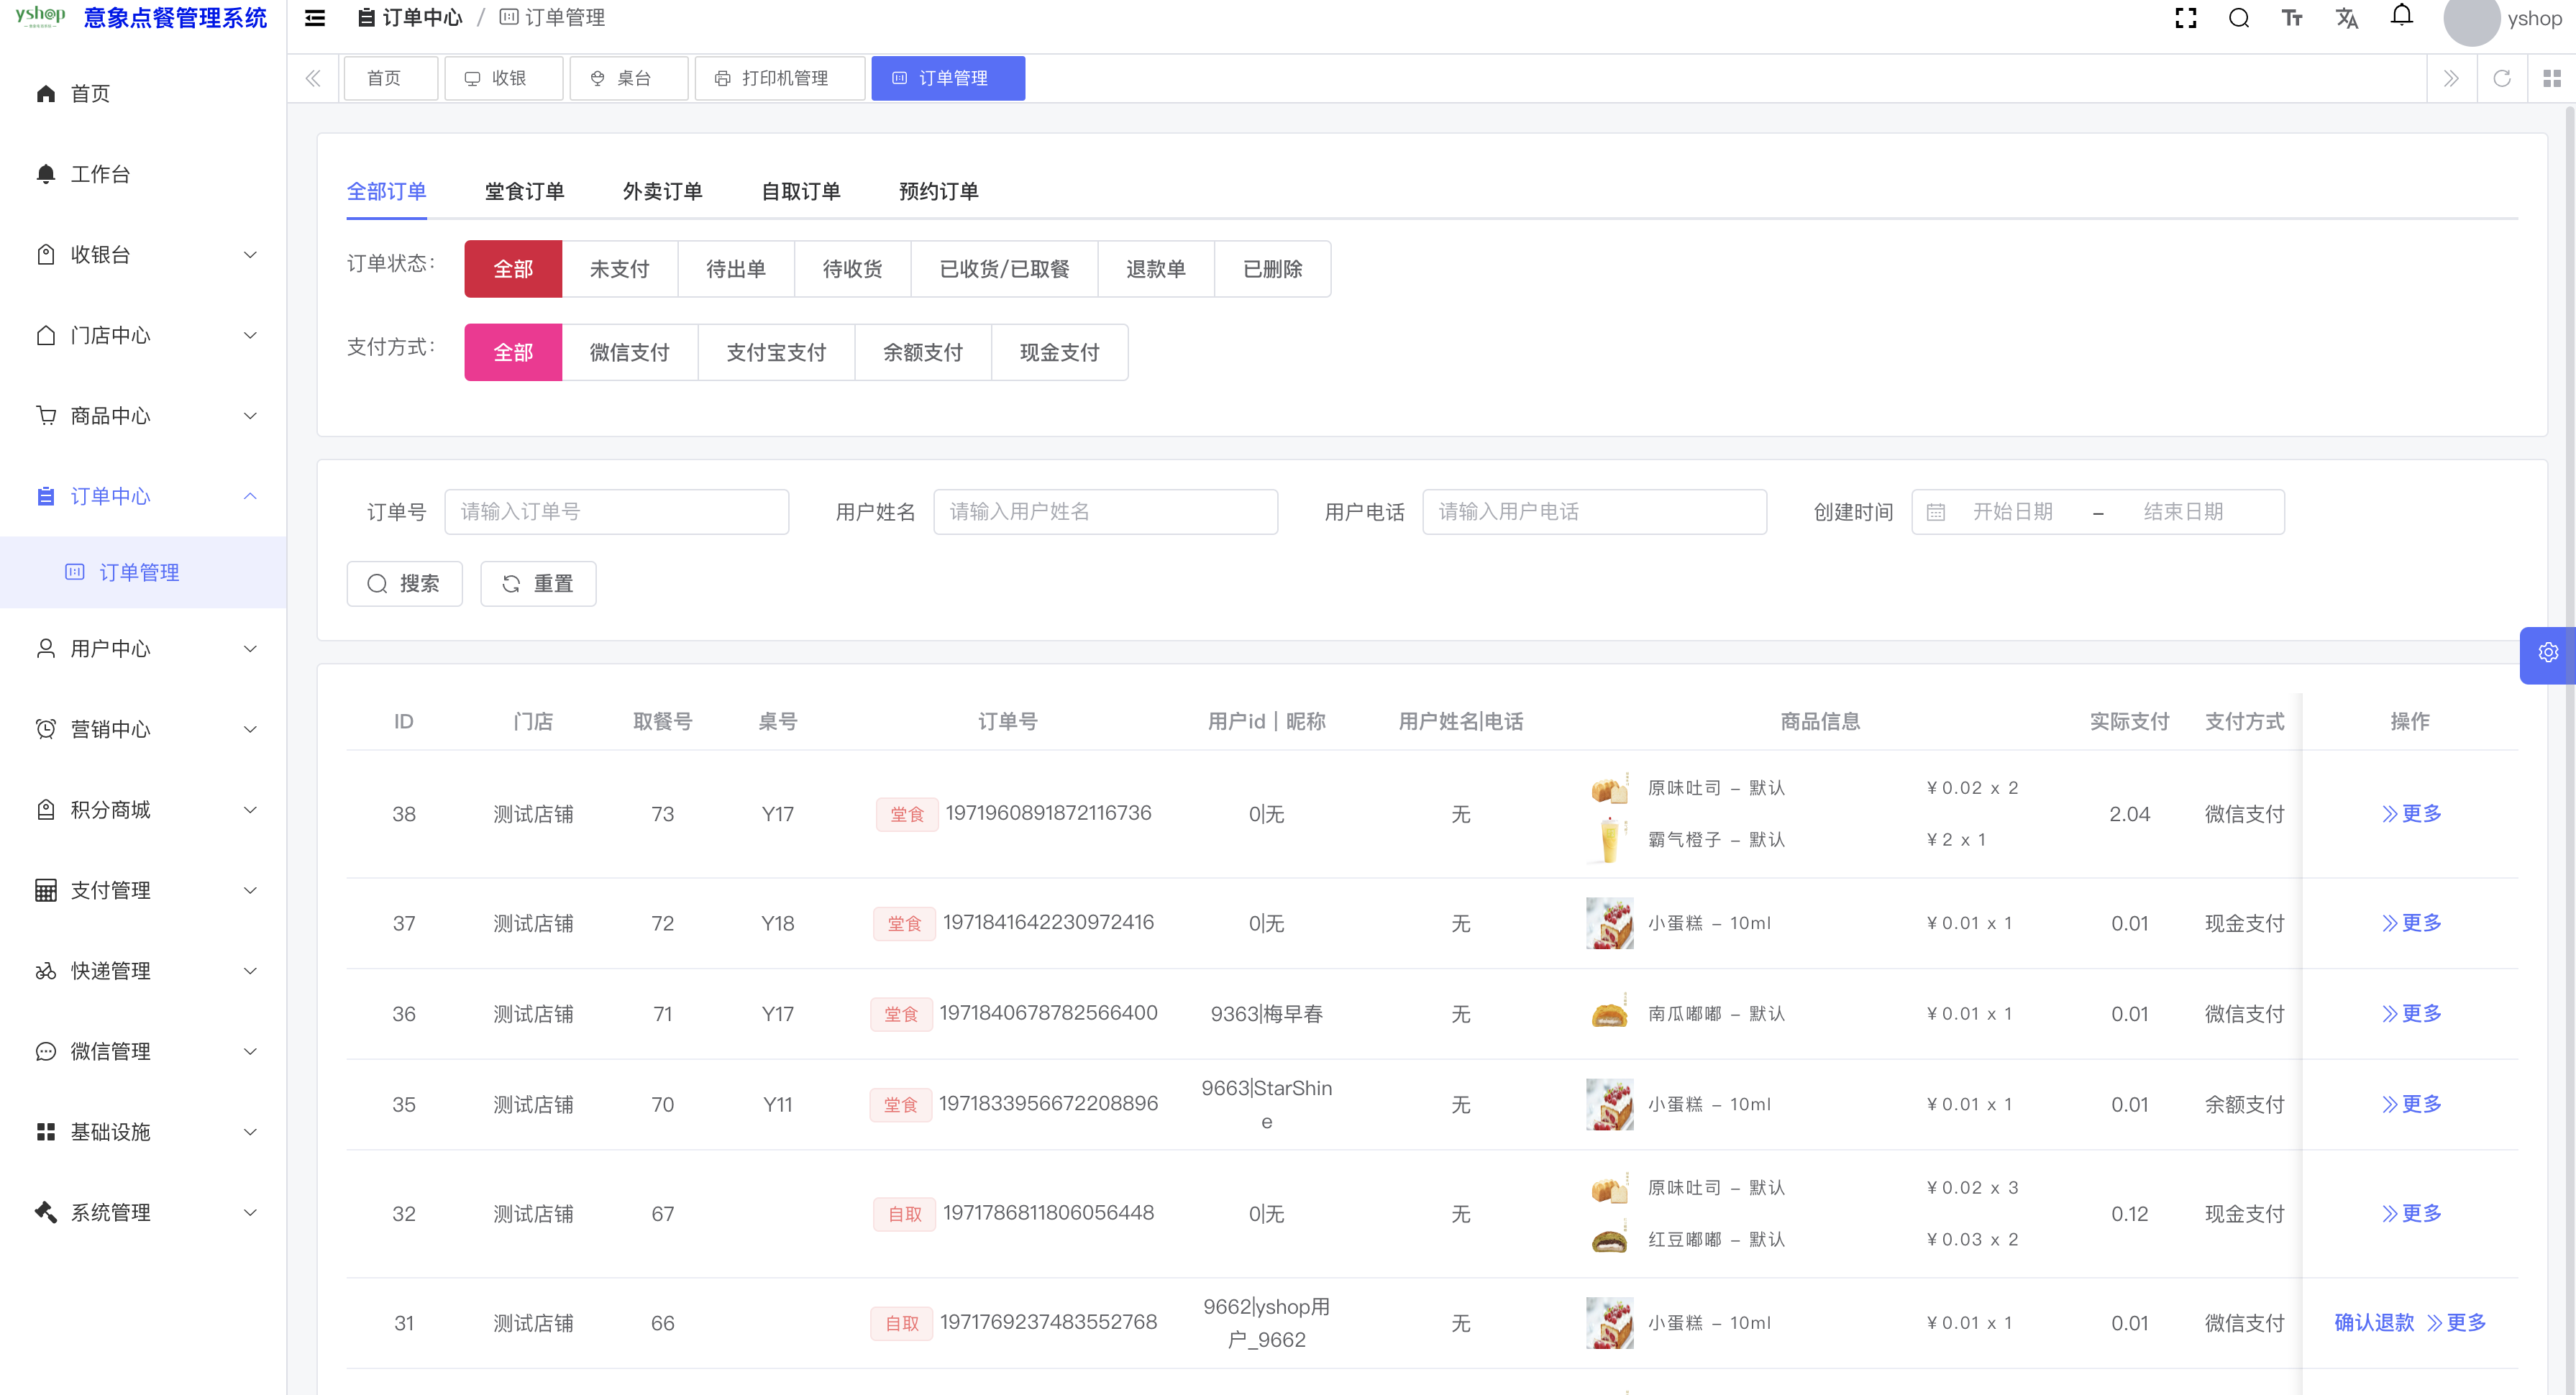 yshop 意象点餐管理系统
订单中心 / 订单管理
yshop
首页 收银 桌台 打印机管理 订单管理
首页
工作台
收银台
门店中心
商品中心
订单中心
订单管理
用户中心
营销中心
积分商城
支付管理
快递管理
微信管理
基础设施
系统管理
全部订单 堂食订单 外卖订单 自取订单 预约订单
订单状态： 全部 未支付 待出单 待收货 已收货/已取餐 退款单 已删除
支付方式： 全部 微信支付 支付宝支付 余额支付 现金支付
订单号 请输入订单号 用户姓名 请输入用户姓名 用户电话 请输入用户电话 创建时间 开始日期 - 结束日期
搜索 重置
ID 门店 取餐号 桌号 订单号 用户id | 昵称 用户姓名|电话 商品信息 实际支付 支付方式 操作
38 测试店铺 73 Y17 堂食 1971960891872116736 0|无 无 原味吐司 - 默认 ¥ 0.02 x 2 2.04 微信支付 更多
霸气橙子 - 默认 ¥ 2 x 1
37 测试店铺 72 Y18 堂食 1971841642230972416 0|无 无 小蛋糕 - 10ml ¥ 0.01 x 1 0.01 现金支付 更多
36 测试店铺 71 Y17 堂食 1971840678782566400 9363|梅早春 无 南瓜嘟嘟 - 默认 ¥ 0.01 x 1 0.01 微信支付 更多
35 测试店铺 70 Y11 堂食 1971833956672208896 9663|StarShin 无 小蛋糕 - 10ml ¥ 0.01 x 1 0.01 余额支付 更多
e
32 测试店铺 67 自取 1971786811806056448 0|无 无 原味吐司 - 默认 ¥ 0.02 x 3 0.12 现金支付 更多
红豆嘟嘟 - 默认 ¥ 0.03 x 2
31 测试店铺 66 自取 1971769237483552768 9662|yshop用 无 小蛋糕 - 10ml ¥ 0.01 x 1 0.01 微信支付 确认退款 更多
户_9662